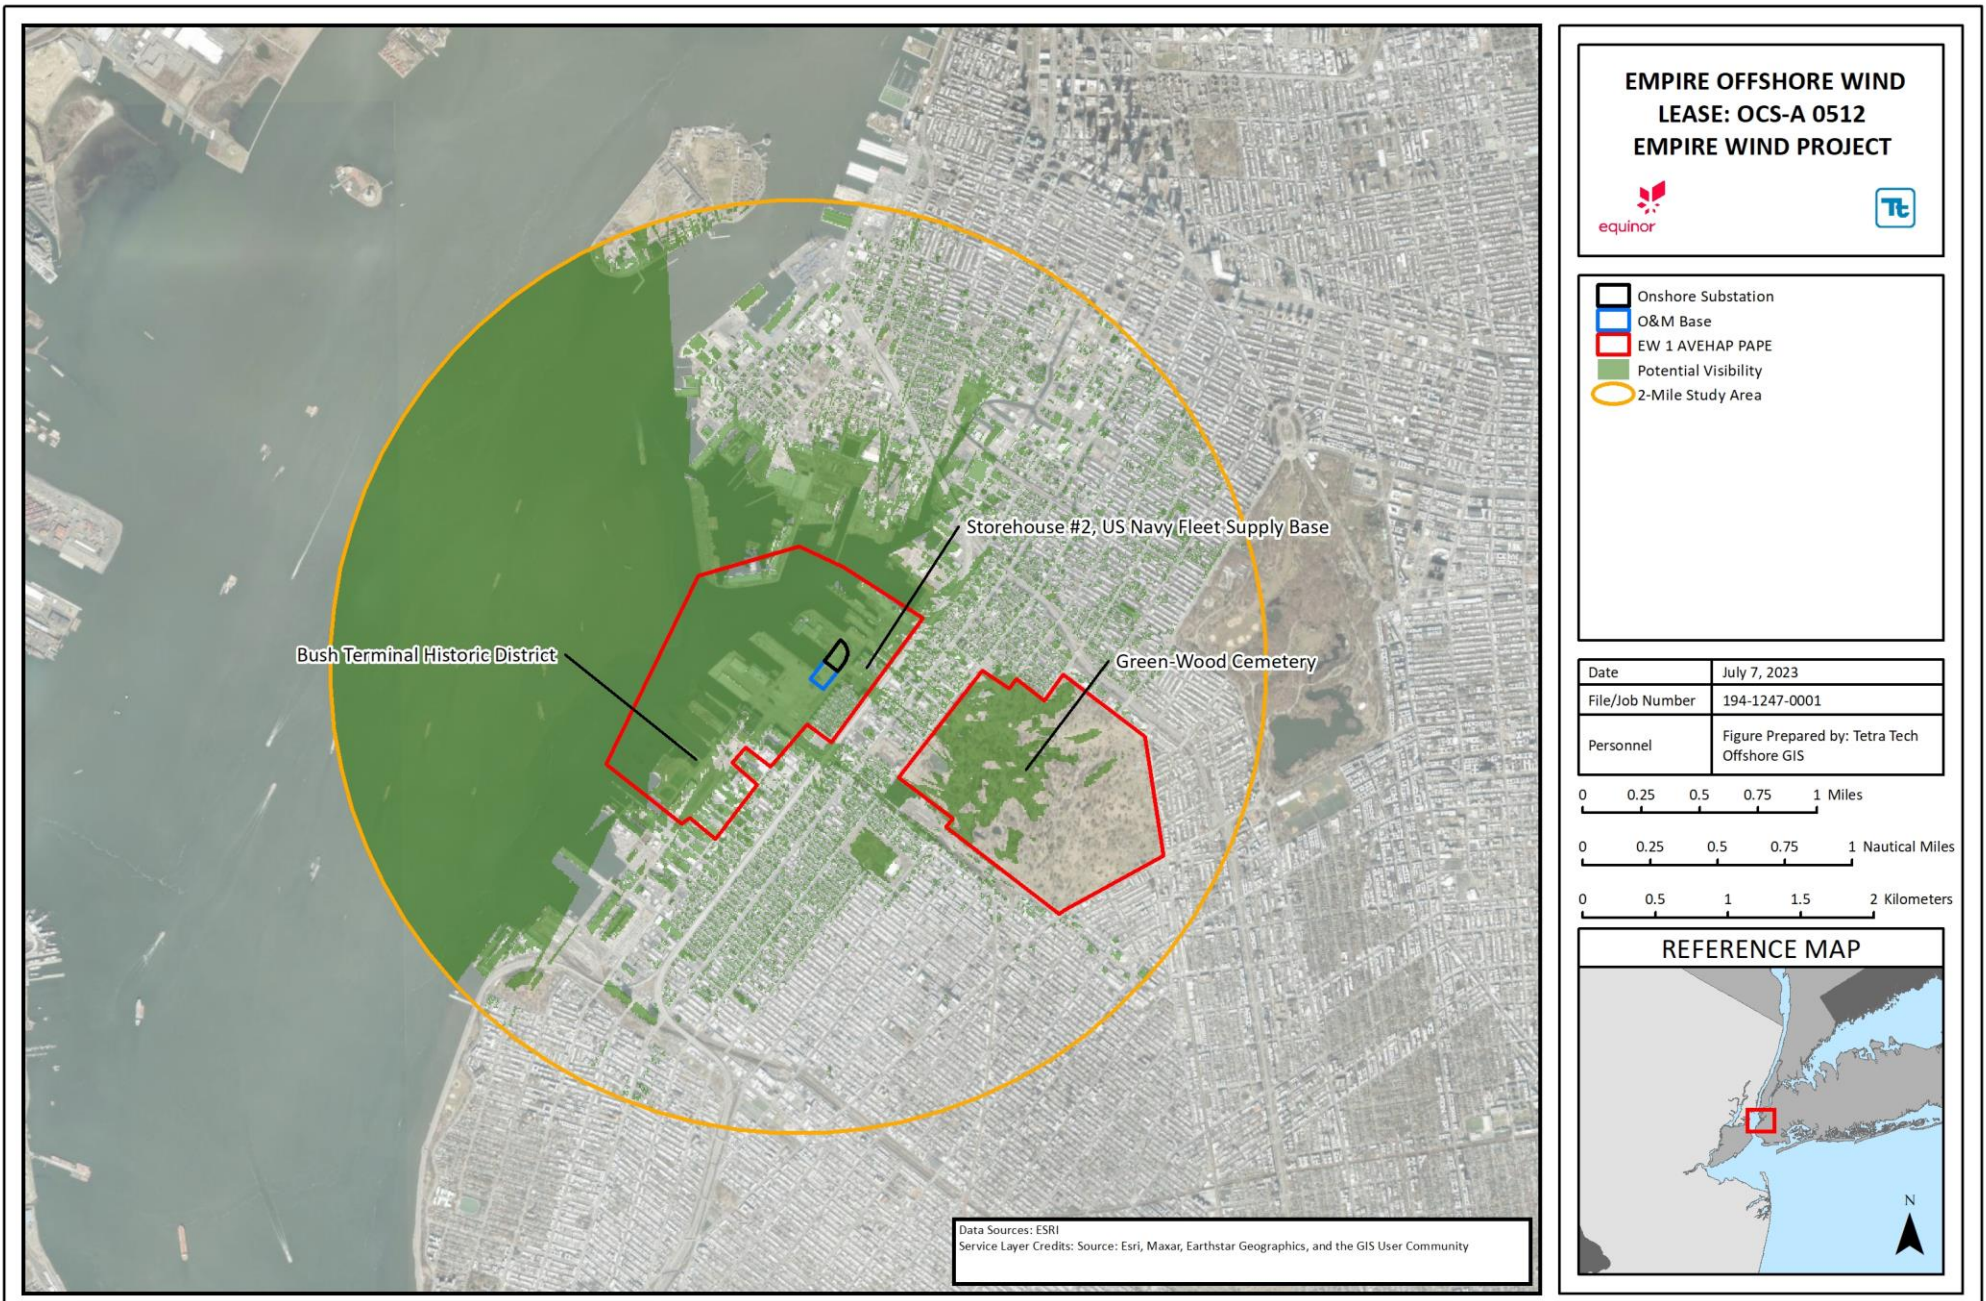 EMPIRE OFFSHORE WIND
LEASE: OCS-A 0512
EMPIRE WIND PROJECT
equinor
Tt
Onshore Substation
O&M Base
EW 1 AVEHAP PAPE
Potential Visibility
2-Mile Study Area
Storehouse #2, US Navy Fleet Supply Base
Bush Terminal Historic District
Green-Wood Cemetery
Date July 7, 2023
File/Job Number 194-1247-0001
Personnel Figure Prepared by: Tetra Tech
Offshore GIS
0 0.25 0.5 0.75 1 Miles
0 0.25 0.5 0.75 1 Nautical Miles
0 0.5 1 1.5 2 Kilometers
REFERENCE MAP
N
Data Sources: ESRI
Service Layer Credits: Source: Esri, Maxar, Earthstar Geographics, and the GIS User Community